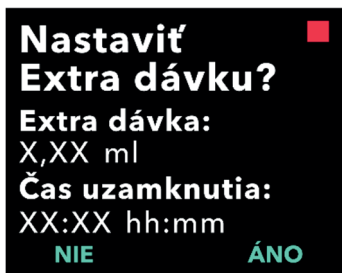 Nastaviť
Extra dávku?
Extra dávka:
X,XX ml
Čas uzamknutia:
XX:XX hh:mm
NIE ÁNO